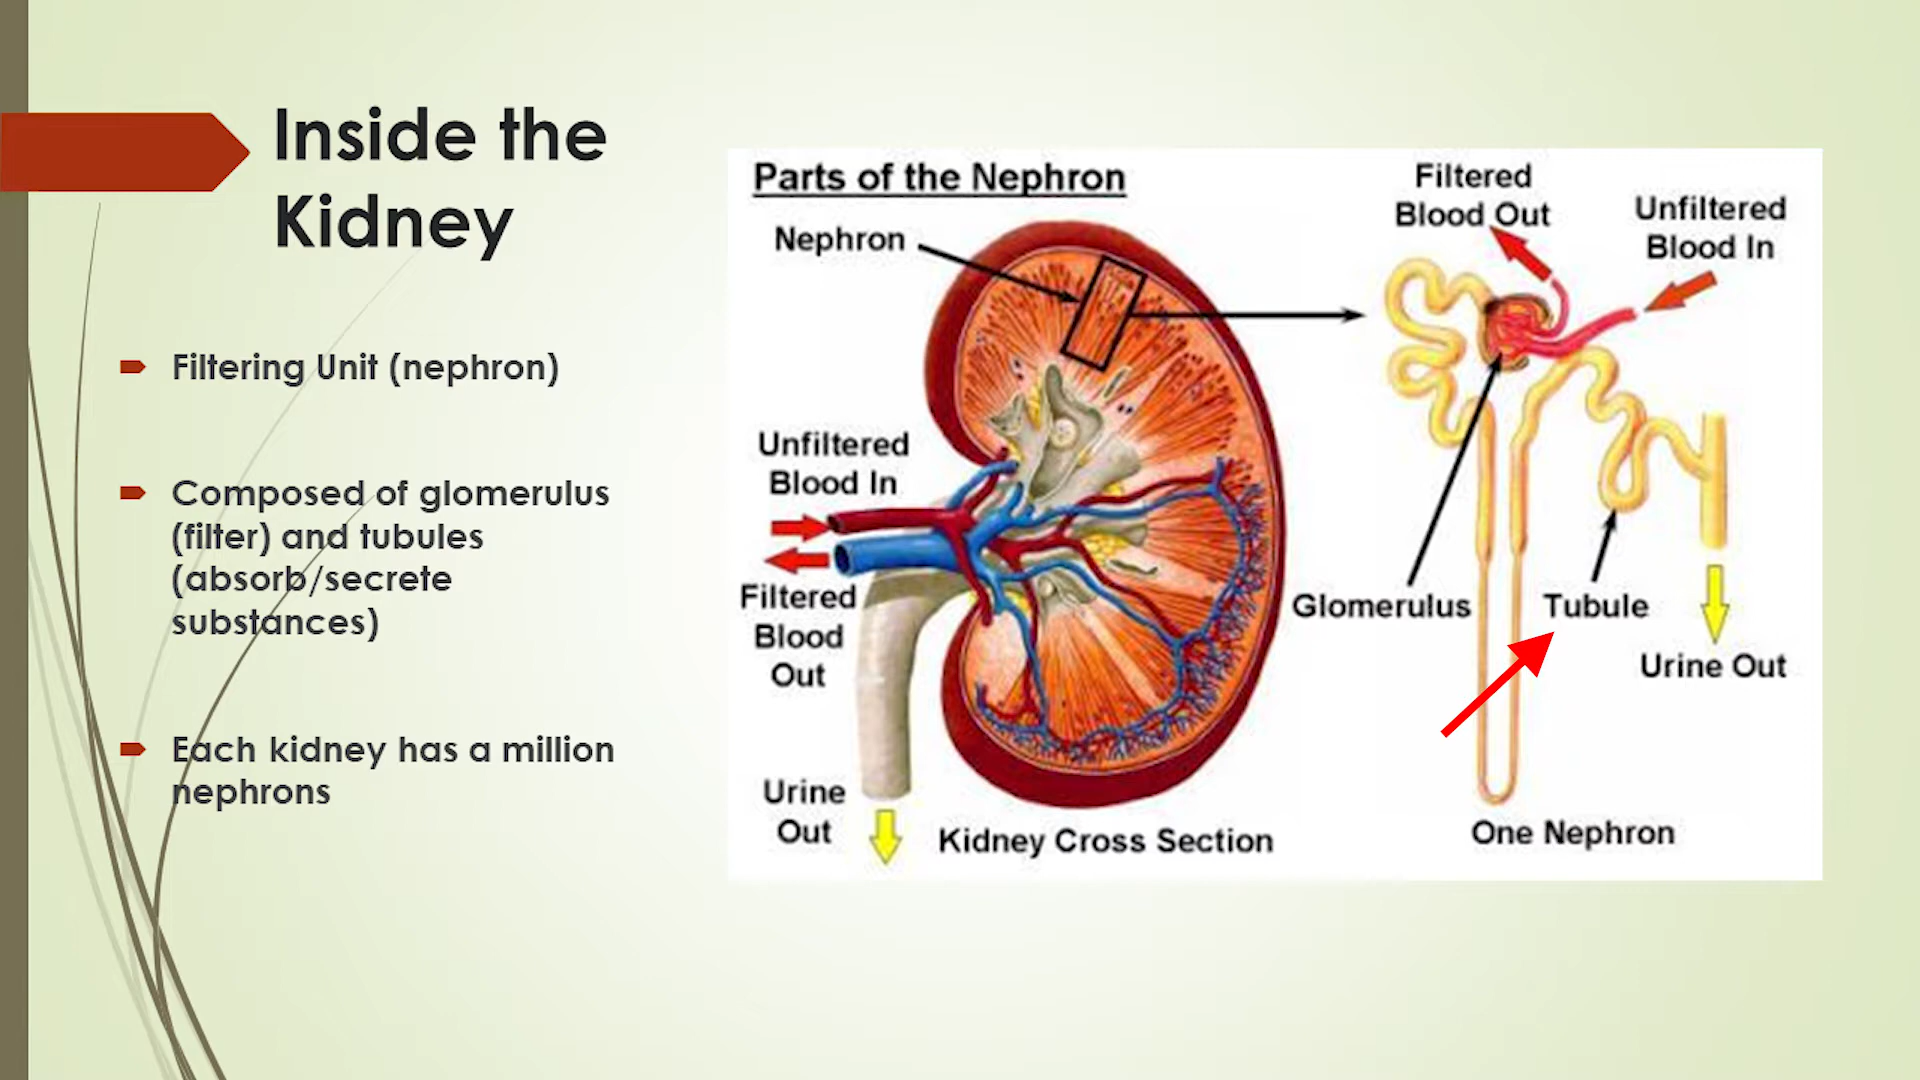 Inside the
Kidney
Filtering Unit (nephron)
Composed of glomerulus
(filter) and tubules
(absorb/secrete
substances)
Each kidney has a million
nephrons
Parts of the Nephron
Nephron
Unfiltered
Blood In
Filtered
Blood
Out
Urine
Out
Kidney Cross Section
Filtered
Blood Out
Unfiltered
Blood In
Glomerulus
Tubule
Urine Out
One Nephron